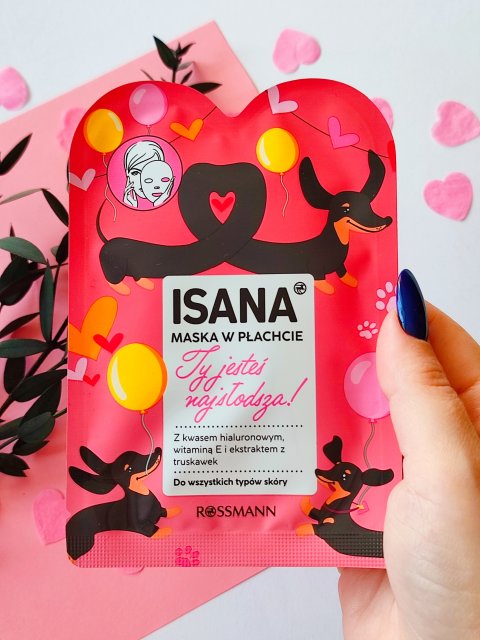 ISANA
MASKA W PŁACHCIE
Ty jesteś
najsłodsza!
Z kwasem hialuronowym,
witaminą E i ekstraktem z
truskawek
Do wszystkich typów skóry
ROSSMANN